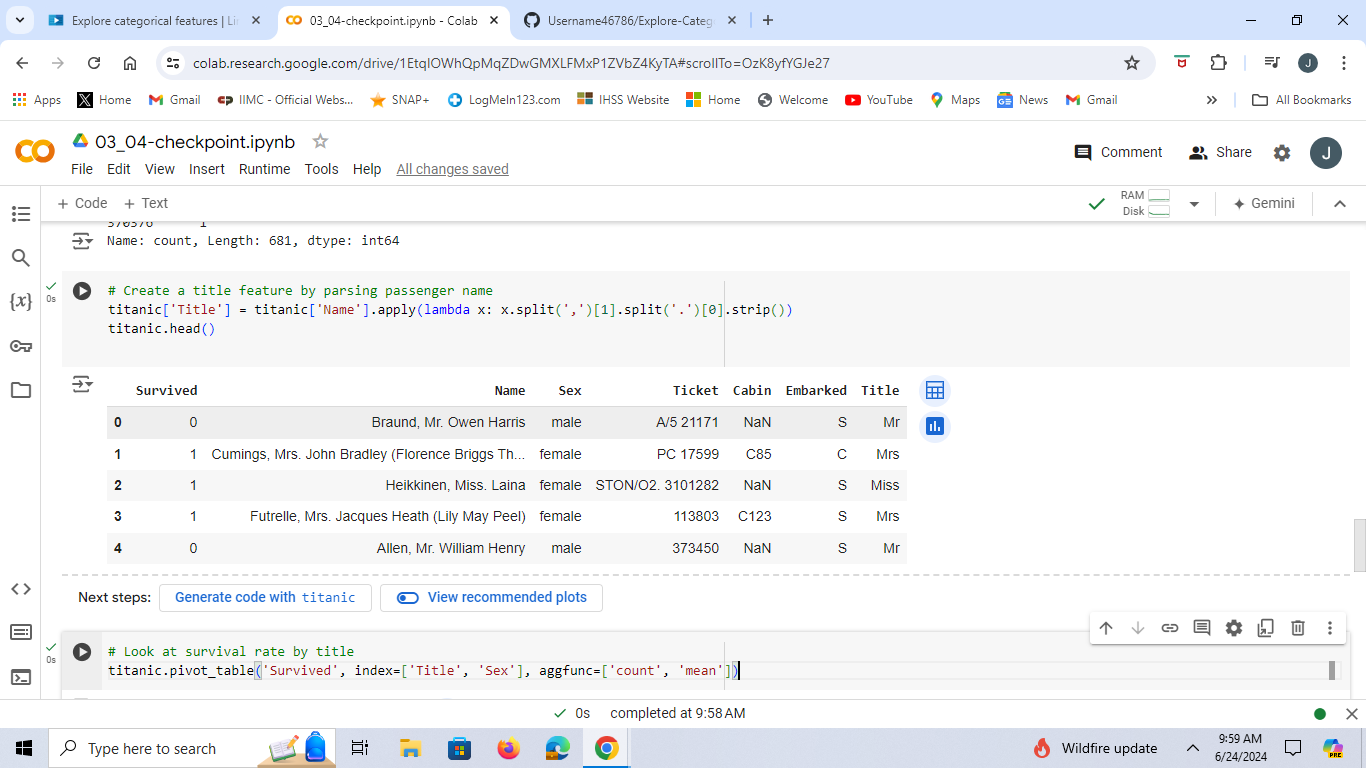 Explore categorical features | Lin
03_04-checkpoint.ipynb - Colab
Username46786/Explore-Catego
colab.research.google.com/drive/1EtqIOWhQpMqZDwGMXLFMxP1ZVbZ4KyTA#scrollTo=OzK8yfYGJe27
J
Apps
Home
Gmail
IIMC - Official Webs...
SNAP+
LogMeIn123.com
IHSS Website
Home
Welcome
YouTube
Maps
News
Gmail
»
All Bookmarks
03_04-checkpoint.ipynb
Comment
Share
J
File Edit View Insert Runtime Tools Help All changes saved
+ Code + Text
RAM
Disk
Gemini
370376 1
Name: count, Length: 681, dtype: int64
0s
# Create a title feature by parsing passenger name
titanic['Title'] = titanic['Name'].apply(lambda x: x.split(',')[1].split('.')[0].strip())
titanic.head()
Survived Name Sex Ticket Cabin Embarked Title
0 0 Braund, Mr. Owen Harris male A/5 21171 NaN S Mr
1 1 Cumings, Mrs. John Bradley (Florence Briggs Th... female PC 17599 C85 C Mrs
2 1 Heikkinen, Miss. Laina female STON/O2. 3101282 NaN S Miss
3 1 Futrelle, Mrs. Jacques Heath (Lily May Peel) female 113803 C123 S Mrs
4 0 Allen, Mr. William Henry male 373450 NaN S Mr
Next steps: Generate code with titanic View recommended plots
0s
# Look at survival rate by title
titanic.pivot_table('Survived', index=['Title', 'Sex'], aggfunc=['count', 'mean'])
0s completed at 9:58 AM
Type here to search
Wildfire update
9:59 AM
6/24/2024
PRE